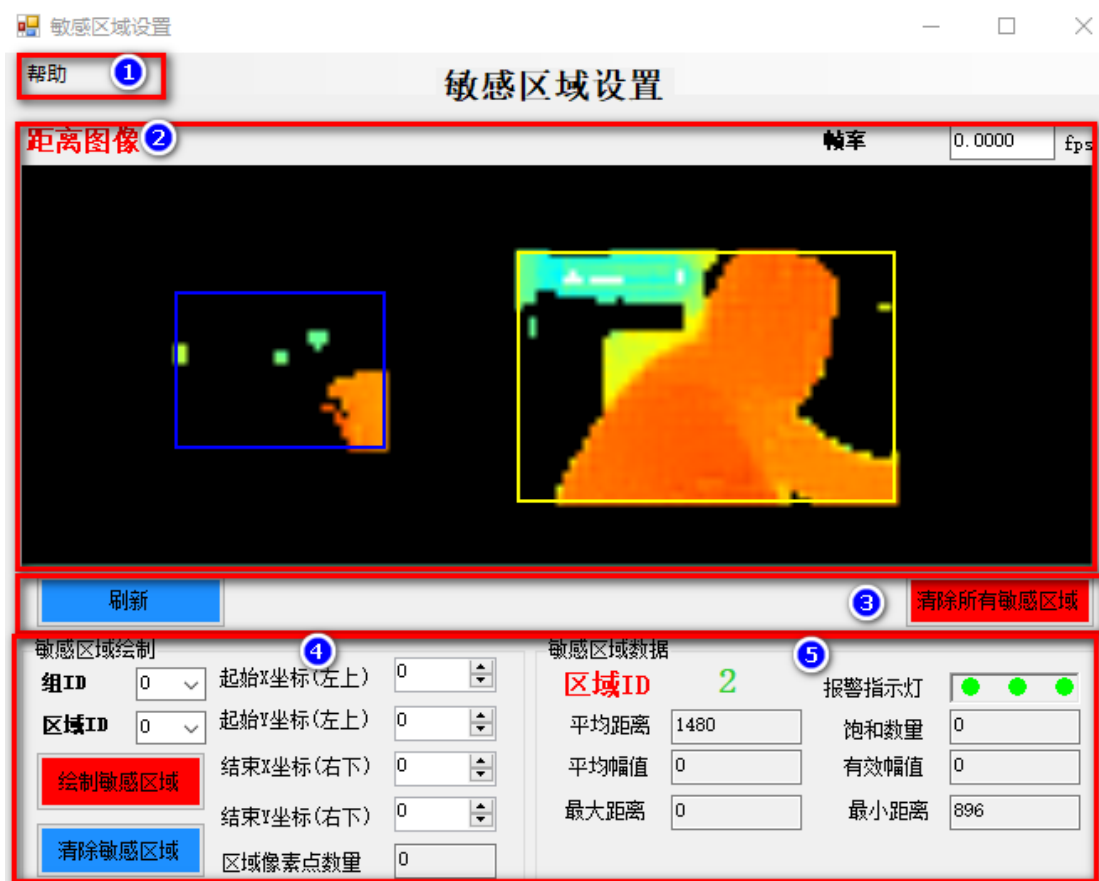 敏感区域设置
帮助 1
敏感区域设置
距离图像 2 帧率 0.0000 fps
刷新 3 清除所有敏感区域
敏感区域绘制 4
组ID 0 起始X坐标(左上) 0
区域ID 0 起始Y坐标(左上) 0
绘制敏感区域 结束X坐标(右下) 0
结束Y坐标(右下) 0
清除敏感区域 区域像素点数量 0
敏感区域数据 5
区域ID 2 报警指示灯
平均距离 1480 饱和数量 0
平均幅值 0 有效幅值 0
最大距离 0 最小距离 896